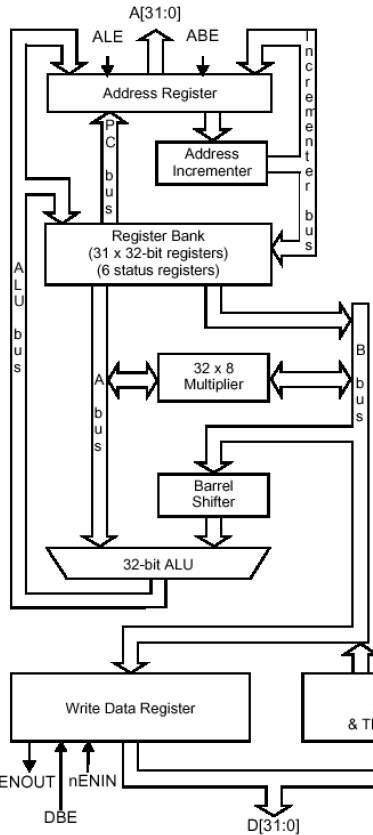 A[31:0]
ALE
ABE
Address Register
Incrementer bus
PC bus
Address
Incrementer
Register Bank
(31 x 32-bit registers)
(6 status registers)
ALU bus
A bus
32 x 8
Multiplier
B bus
Barrel
Shifter
32-bit ALU
Write Data Register
& T
ENOUT
nENIN
DBE
D[31:0]